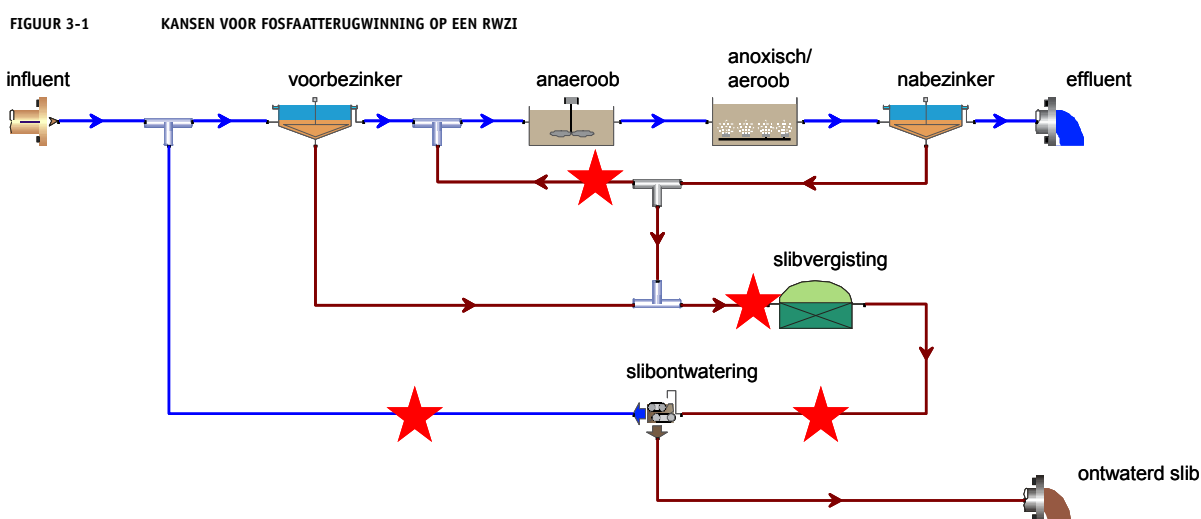 FIGUUR 3-1 KANSEN VOOR FOSFAATTERUGWINNING OP EEN RWZI
influent
voorbezinker
anaeroob
anoxisch/
aeroob
nabezinker
effluent
slibvergisting
slibontwatering
ontwaterd slib